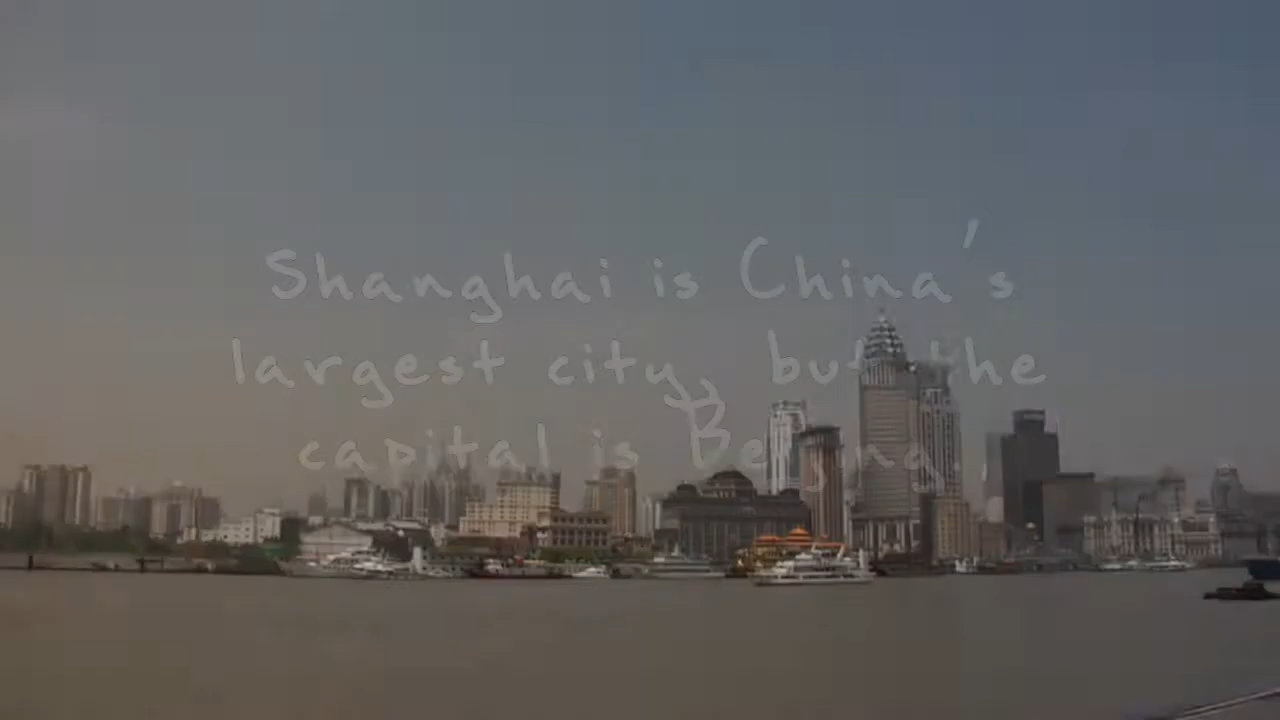 Shanghai is China's
largest city, but the
capital is Beijing.